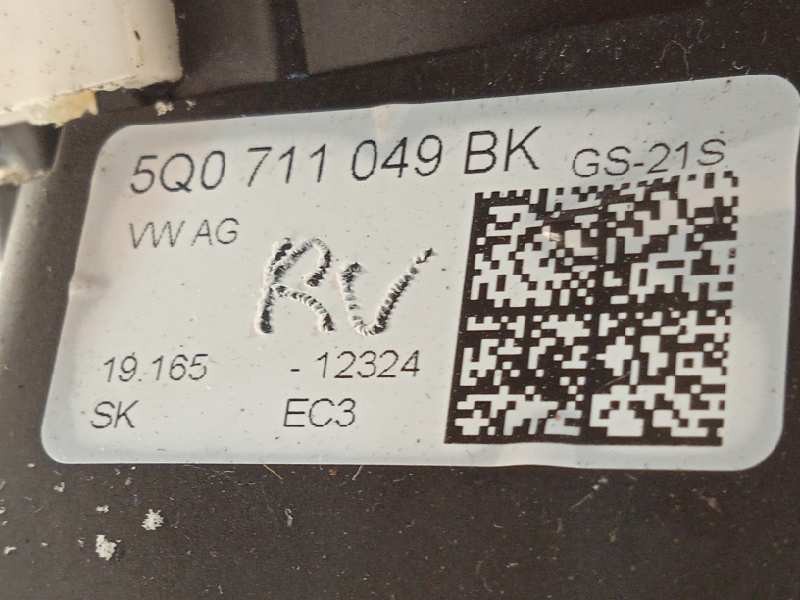 5Q0 711 049 BK GS-21S
VW AG
RV
19.165 - 12324
SK EC3